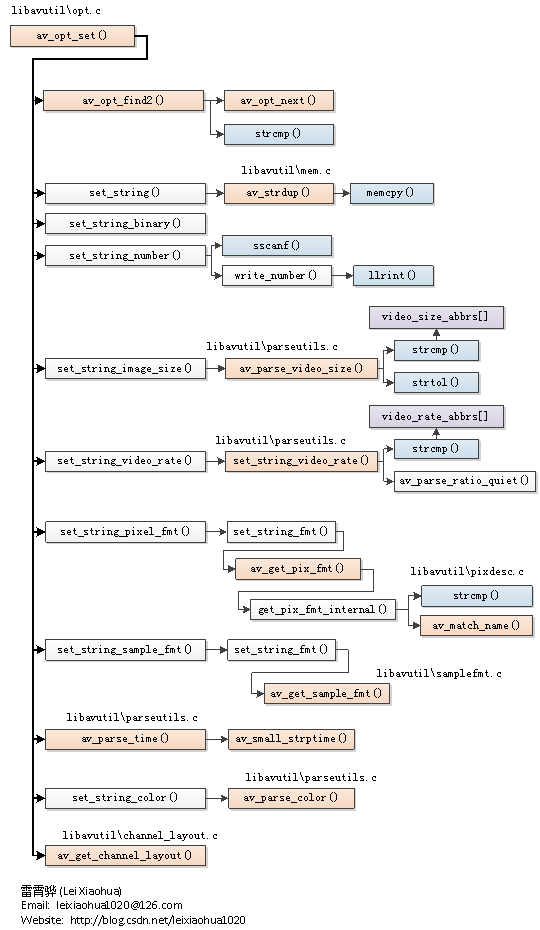 libavutil\opt.c
av_opt_set()
av_opt_find2()
av_opt_next()
strcmp()
libavutil\mem.c
set_string()
av_strdup()
memcpy()
set_string_binary()
set_string_number()
sscanf()
write_number()
llrint()
video_size_abbrs[]
libavutil\parseutils.c
strcmp()
set_string_image_size()
av_parse_video_size()
strtol()
video_rate_abbrs[]
libavutil\parseutils.c
strcmp()
set_string_video_rate()
set_string_video_rate()
av_parse_ratio_quiet()
set_string_pixel_fmt()
set_string_fmt()
av_get_pix_fmt()
libavutil\pixdesc.c
get_pix_fmt_internal()
strcmp()
av_match_name()
set_string_sample_fmt()
set_string_fmt()
libavutil\samplefmt.c
av_get_sample_fmt()
libavutil\parseutils.c
av_parse_time()
av_small_strptime()
libavutil\parseutils.c
set_string_color()
av_parse_color()
libavutil\channel_layout.c
av_get_channel_layout()
雷霄骅 (Lei Xiaohua)
Email: leixiaohua1020@126.com
Website: http://blog.csdn.net/leixiaohua1020